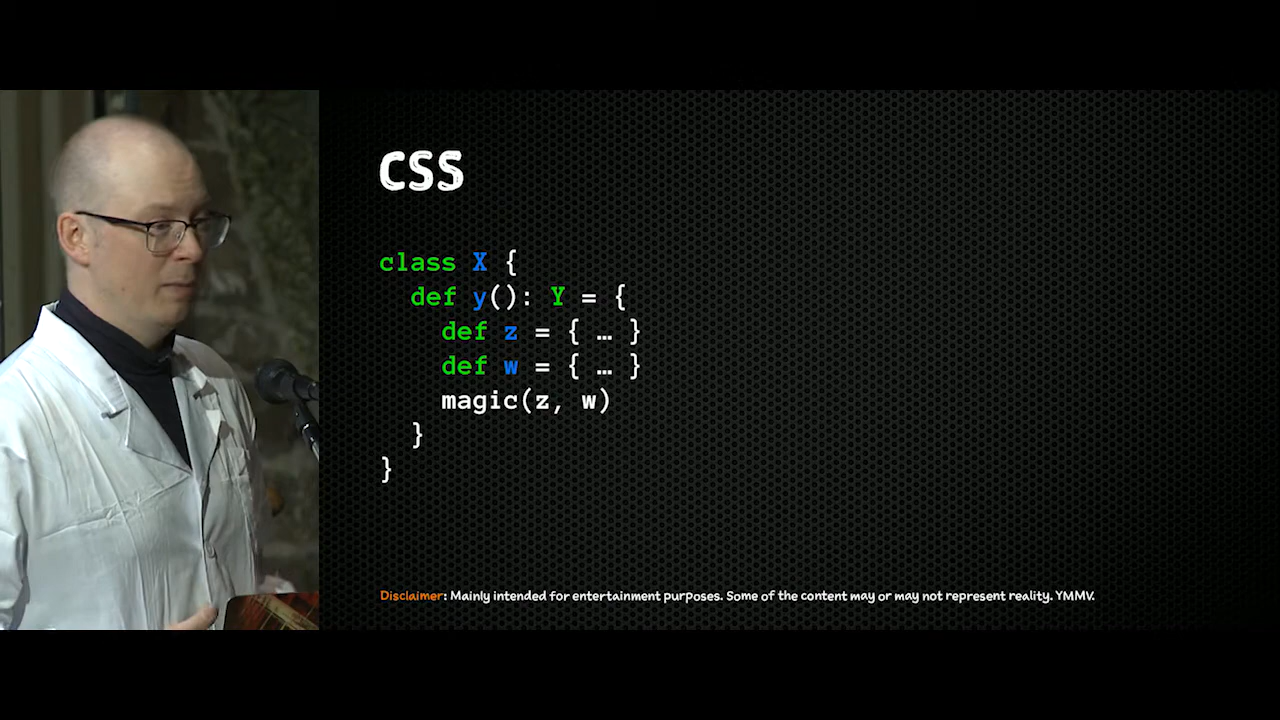 CSS
class X {
def y(): Y = {
def z = { … }
def w = { … }
magic(z, w)
}
}
Disclaimer: Mainly intended for entertainment purposes. Some of the content may or may not represent reality. YMMV.